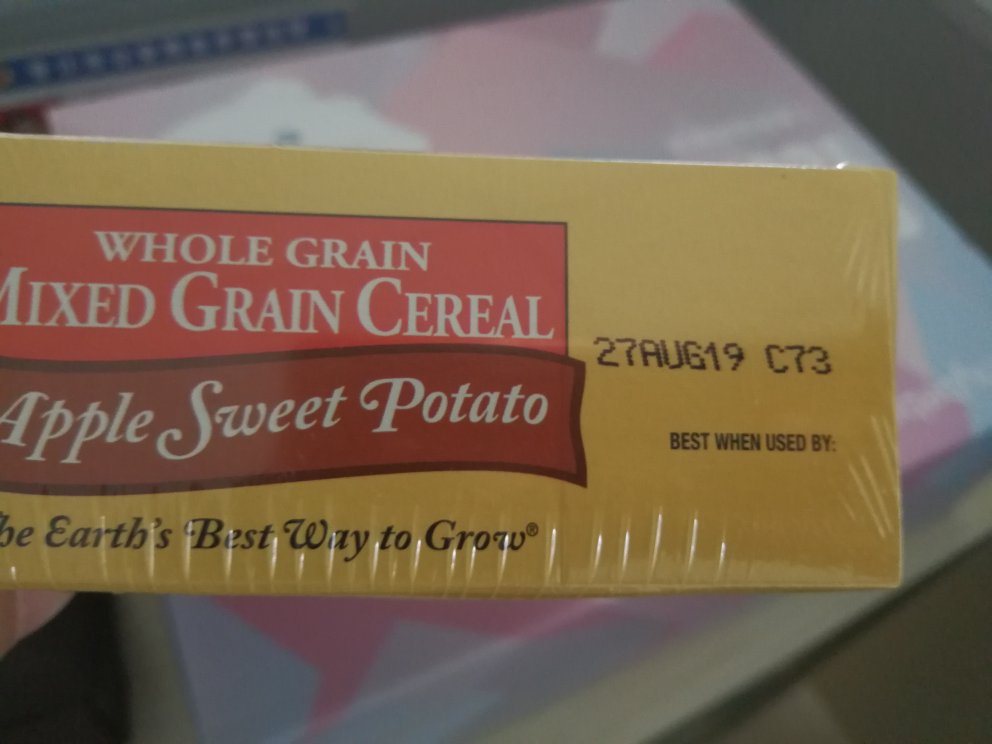 WHOLE GRAIN
MIXED GRAIN CEREAL
Apple Sweet Potato
27AUG19 C73
BEST WHEN USED BY:
The Earth's Best Way to Grow®